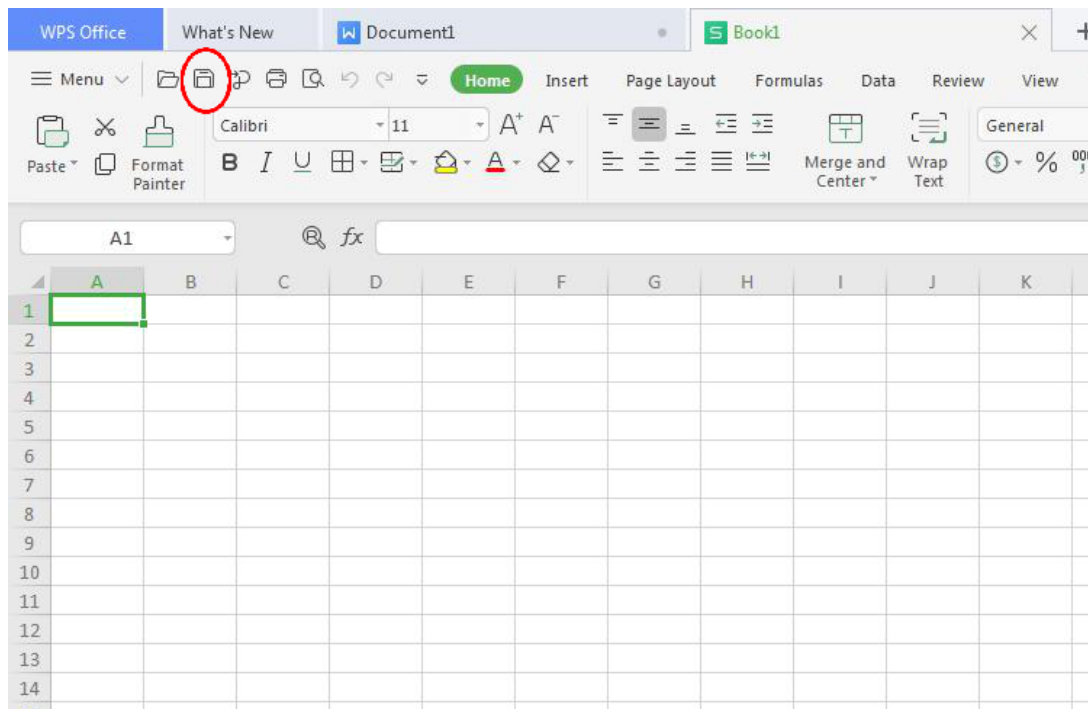 WPS Office What's New Document1 Book1
Menu Home Insert Page Layout Formulas Data Review View
Calibri 11 A+ A- General
Paste Format Painter B I U A Merge and Center Wrap Text % 000
A1 fx
A B C D E F G H I J K
1
2
3
4
5
6
7
8
9
10
11
12
13
14